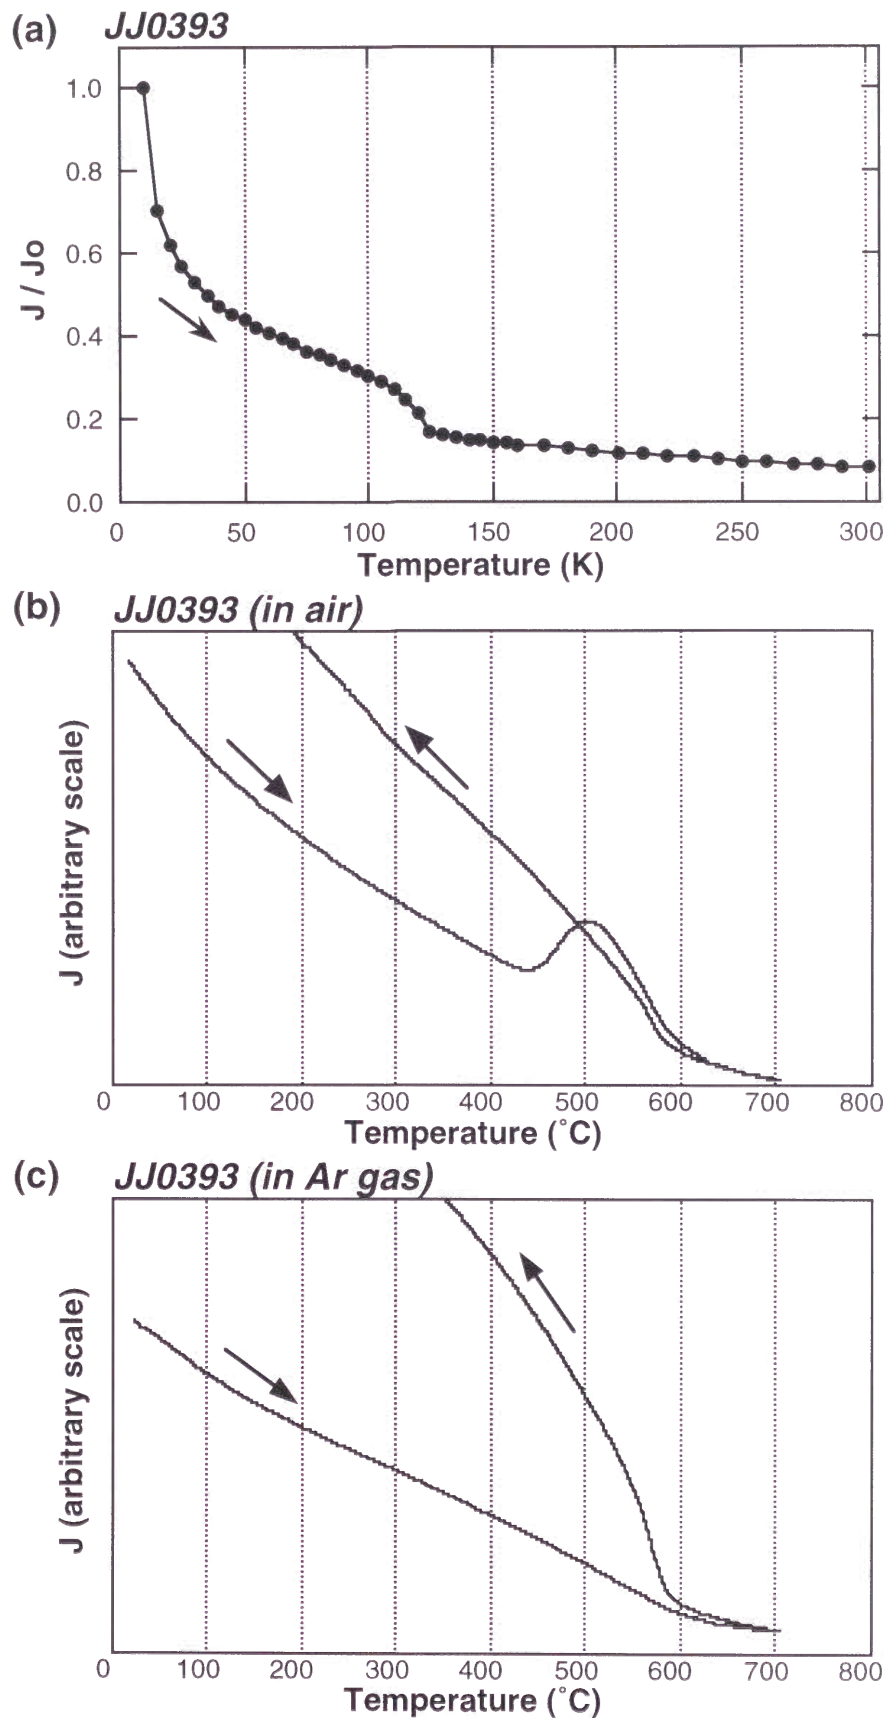 (a) JJ0393
1.0
0.8
0.6
0.4
0.2
0.0
J / Jo
0 50 100 150 200 250 300
Temperature (K)
(b) JJ0393 (in air)
J (arbitrary scale)
0 100 200 300 400 500 600 700 800
Temperature (˚C)
(c) JJ0393 (in Ar gas)
J (arbitrary scale)
0 100 200 300 400 500 600 700 800
Temperature (˚C)